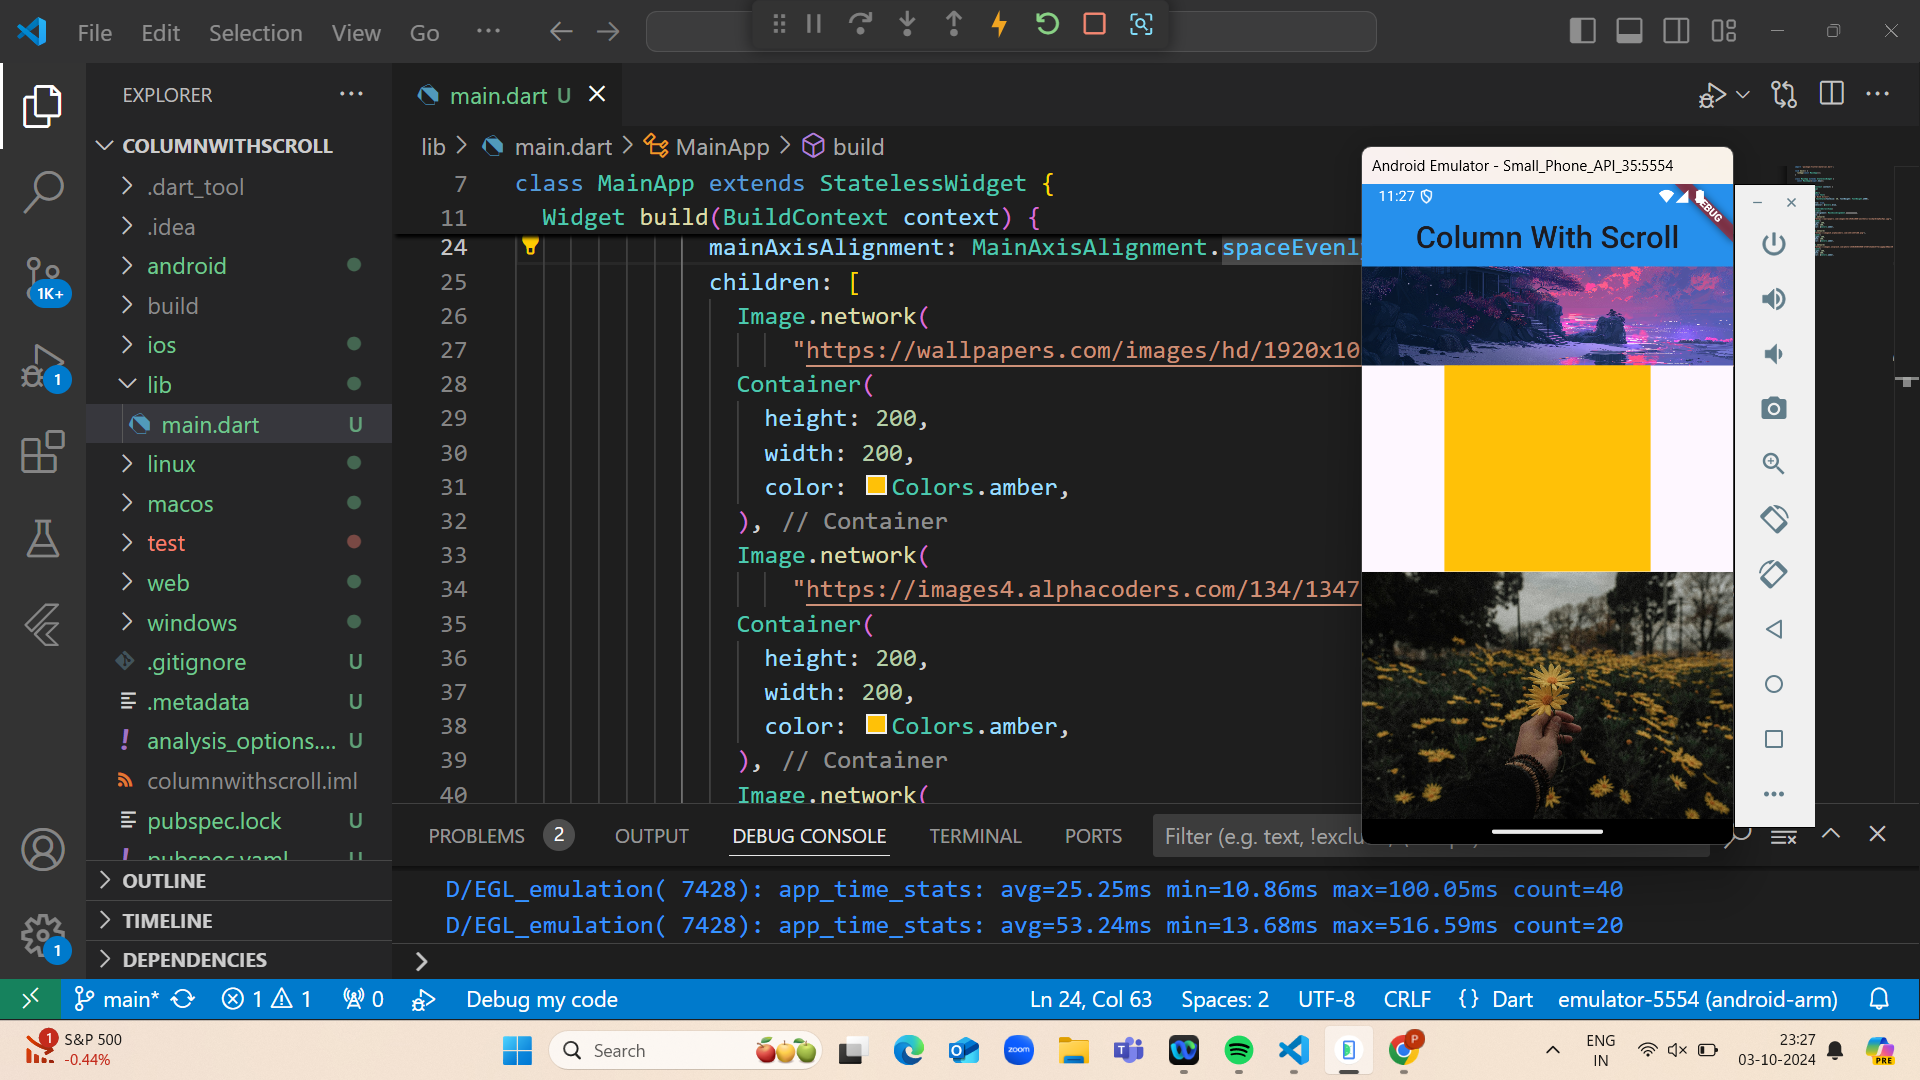 File Edit Selection View Go ...
EXPLORER ...
COLUMNWITHSCROLL
.dart_tool
.idea
android
build
ios
lib
main.dart U
linux
macos
test
web
windows
.gitignore U
.metadata U
analysis_options.... U
columnwithscroll.iml
pubspec.lock U
pubspec.yaml U
OUTLINE
TIMELINE
DEPENDENCIES
1K+
1
1
main.dart U
lib > main.dart > MainApp > build
7 class MainApp extends StatelessWidget {
11 Widget build(BuildContext context) {
24 mainAxisAlignment: MainAxisAlignment.spaceEvenl
25 children: [
26 Image.network(
27 "https://wallpapers.com/images/hd/1920x10
28 Container(
29 height: 200,
30 width: 200,
31 color: Colors.amber,
32 ), // Container
33 Image.network(
34 "https://images4.alphacoders.com/134/1347
35 Container(
36 height: 200,
37 width: 200,
38 color: Colors.amber,
39 ), // Container
40 Image.network(
Android Emulator - Small_Phone_API_35:5554
11:27
DEBUG
Column With Scroll
PROBLEMS 2 OUTPUT DEBUG CONSOLE TERMINAL PORTS
Filter (e.g. text, !exclu
D/EGL_emulation( 7428): app_time_stats: avg=25.25ms min=10.86ms max=100.05ms count=40
D/EGL_emulation( 7428): app_time_stats: avg=53.24ms min=13.68ms max=516.59ms count=20
>
main* 1 1 0 Debug my code Ln 24, Col 63 Spaces: 2 UTF-8 CRLF {} Dart emulator-5554 (android-arm)
1
S&P 500
-0.44%
Search
zoom
P
ENG
IN
23:27
03-10-2024
PRE